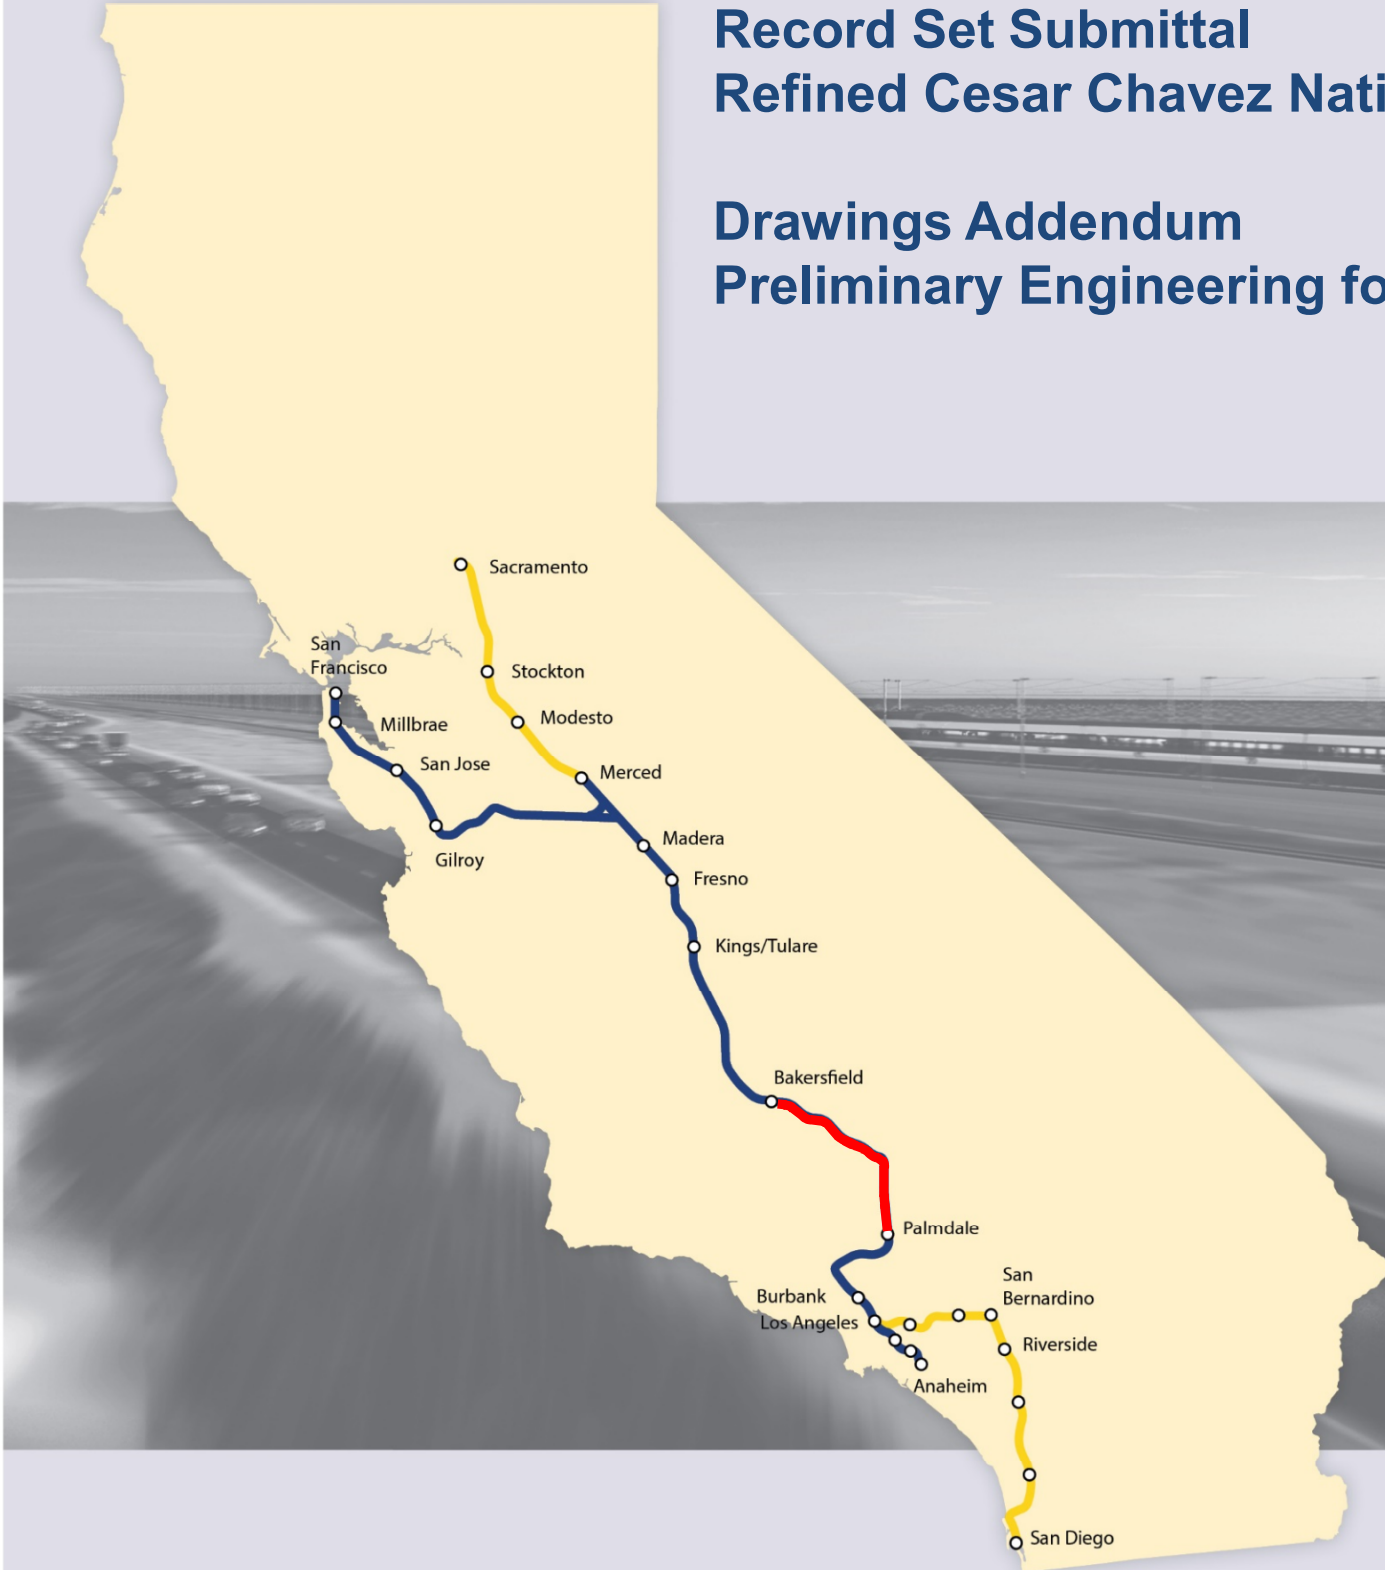 Record Set Submittal
Refined Cesar Chavez Nati
Drawings Addendum
Preliminary Engineering fo
Sacramento
San
Francisco
Stockton
Modesto
Millbrae
San Jose
Merced
Madera
Gilroy
Fresno
Kings/Tulare
Bakersfield
Palmdale
San
Bernardino
Burbank
Los Angeles
Riverside
Anaheim
San Diego